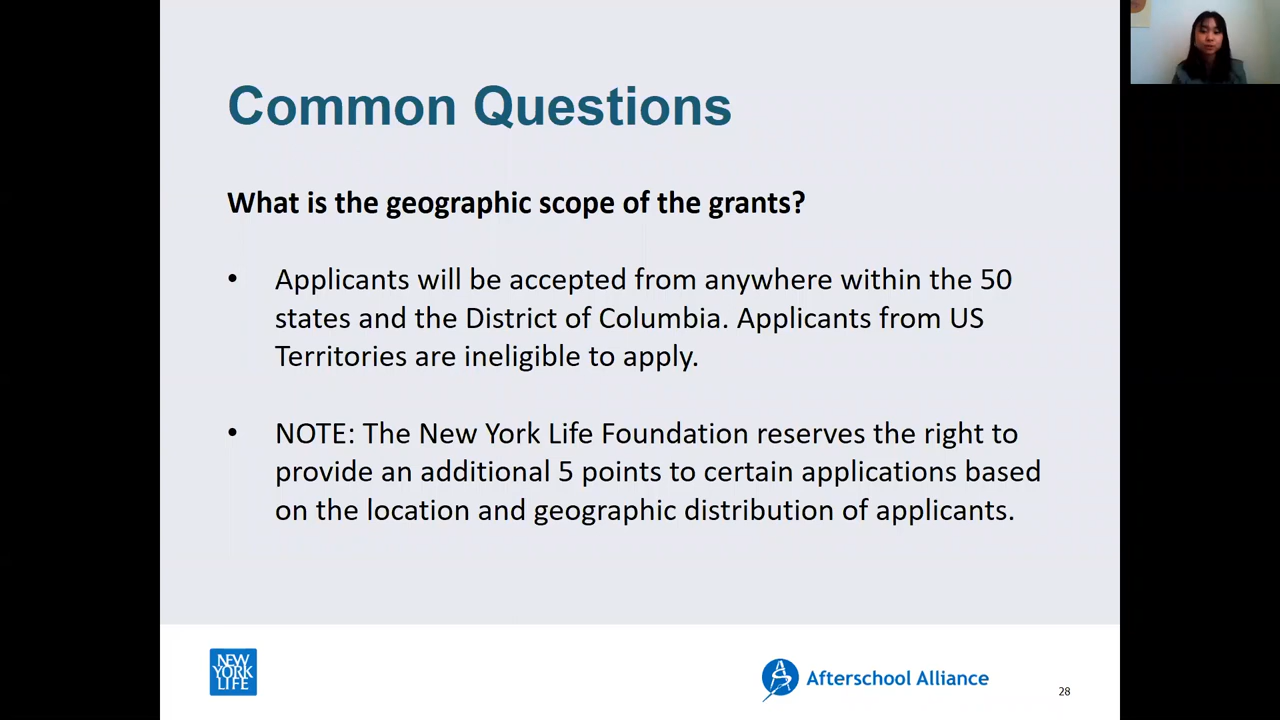 Common Questions
What is the geographic scope of the grants?
• Applicants will be accepted from anywhere within the 50
states and the District of Columbia. Applicants from US
Territories are ineligible to apply.
• NOTE: The New York Life Foundation reserves the right to
provide an additional 5 points to certain applications based
on the location and geographic distribution of applicants.
NEW
YORK
LIFE
Afterschool Alliance
28